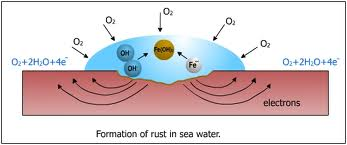 O₂
O₂
O₂
O₂
O₂
OH⁻
OH⁻
Fe(OH)₂
Fe⁻
O₂+2H₂O+4e⁻
O₂+2H₂O+4e⁻
electrons
Formation of rust in sea water.